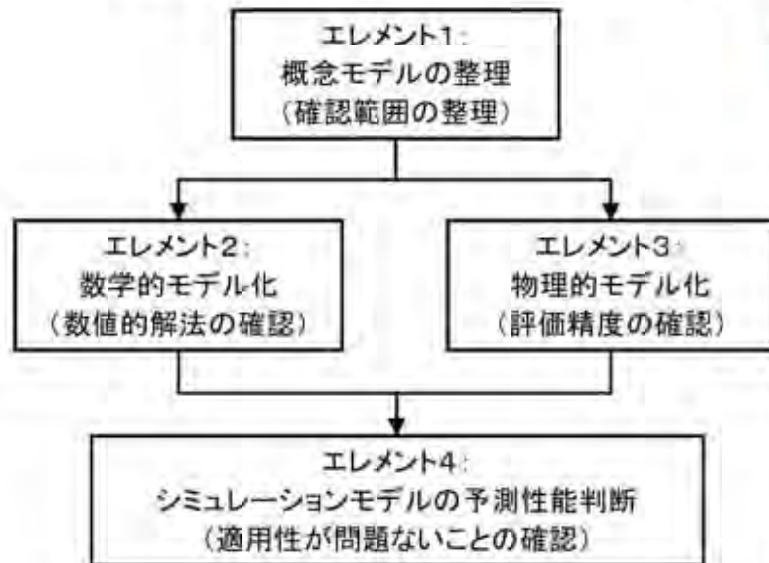 エレメント1:
概念モデルの整理
(確認範囲の整理)
エレメント2:
数学的モデル化
(数値的解法の確認)
エレメント3:
物理的モデル化
(評価精度の確認)
エレメント4:
シミュレーションモデルの予測性能判断
(適用性が問題ないことの確認)